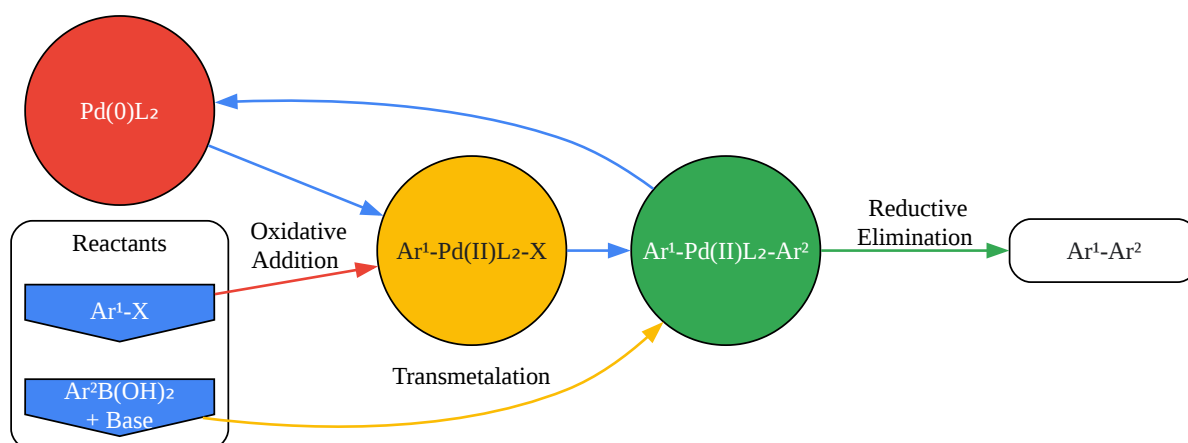 Pd(0)L₂
Reactants
Ar¹-X
Ar²B(OH)₂
+ Base
Oxidative
Addition
Ar¹-Pd(II)L₂-X
Transmetalation
Ar¹-Pd(II)L₂-Ar²
Reductive
Elimination
Ar¹-Ar²